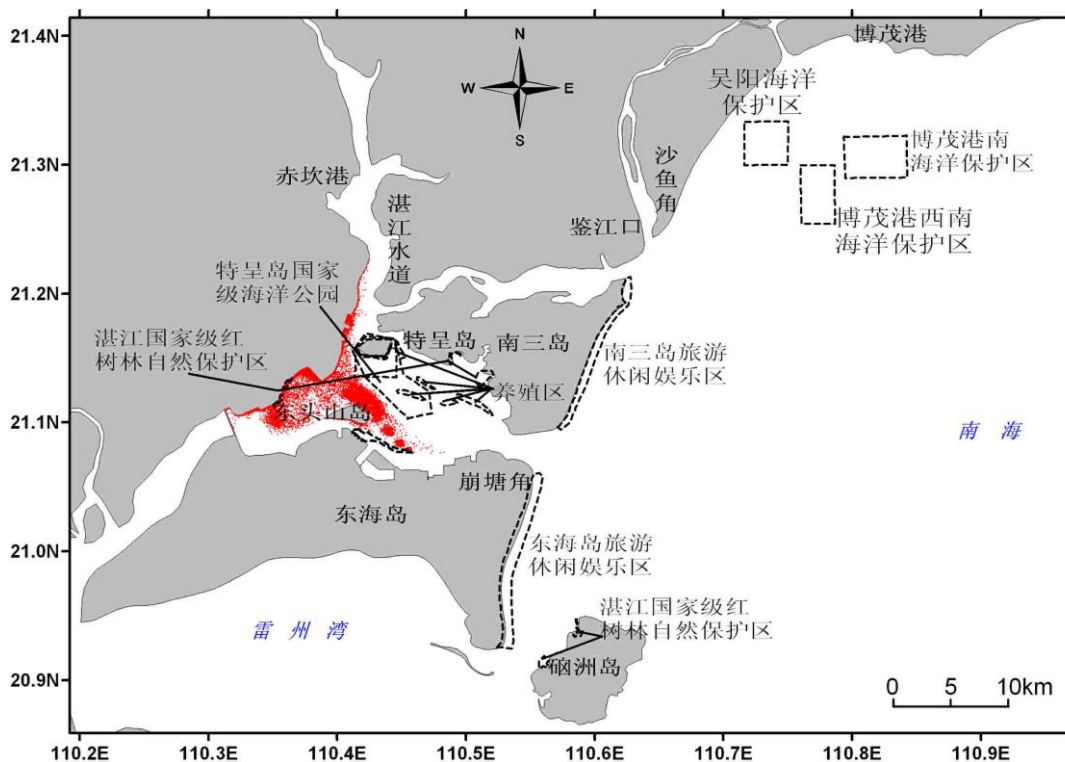 21.4N
21.3N
21.2N
21.1N
21.0N
20.9N
N
W
E
S
博茂港
吴阳海洋
保护区
博茂港南
海洋保护区
博茂港西南
海洋保护区
沙鱼角
赤坎港
湛江水道
鉴江口
特呈岛国家
级海洋公园
湛江国家级红
树林自然保护区
特呈岛
南三岛
南三岛旅游
休闲娱乐区
养殖区
东头山岛
南 海
崩塘角
东海岛
东海岛旅游
休闲娱乐区
雷 州 湾
湛江国家级红
树林自然保护区
硇洲岛
0 5 10km
110.2E 110.3E 110.4E 110.5E 110.6E 110.7E 110.8E 110.9E